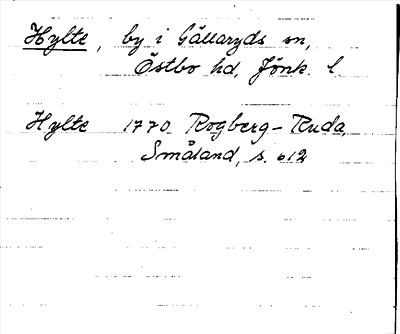 Hylte, by i Gällaryds sn,
Östbo hd, Jönk. l.
Hylte 1770 Rogberg-Ruda,
Småland, s. 612